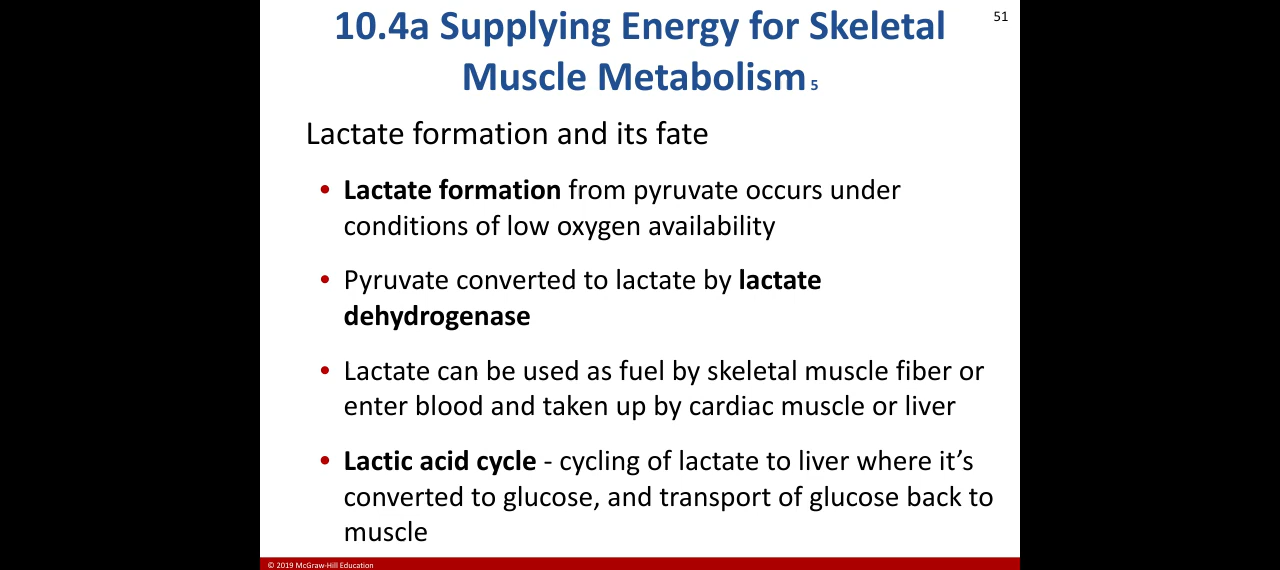 51
10.4a Supplying Energy for Skeletal
Muscle Metabolism 5
Lactate formation and its fate
• Lactate formation from pyruvate occurs under
conditions of low oxygen availability
• Pyruvate converted to lactate by lactate
dehydrogenase
• Lactate can be used as fuel by skeletal muscle fiber or
enter blood and taken up by cardiac muscle or liver
• Lactic acid cycle - cycling of lactate to liver where it’s
converted to glucose, and transport of glucose back to
muscle
© 2019 McGraw-Hill Education